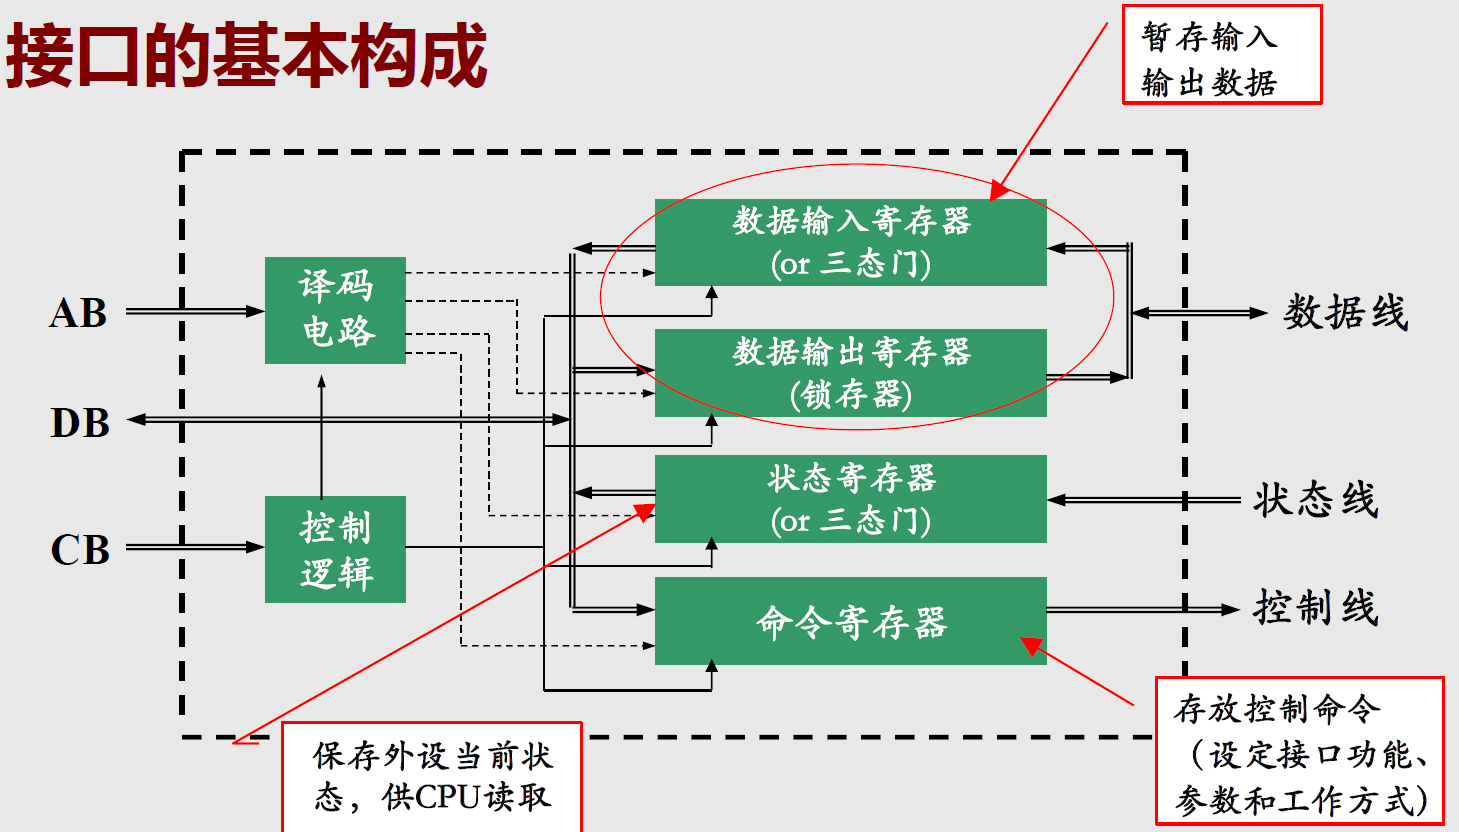 接口的基本构成
暂存输入
输出数据
数据输入寄存器
(or 三态门)
译码
电路
AB
数据线
数据输出寄存器
(锁存器)
DB
状态寄存器
(or 三态门)
状态线
控制
逻辑
CB
命令寄存器
控制线
保存外设当前状
态，供CPU读取
存放控制命令
（设定接口功能、
参数和工作方式)